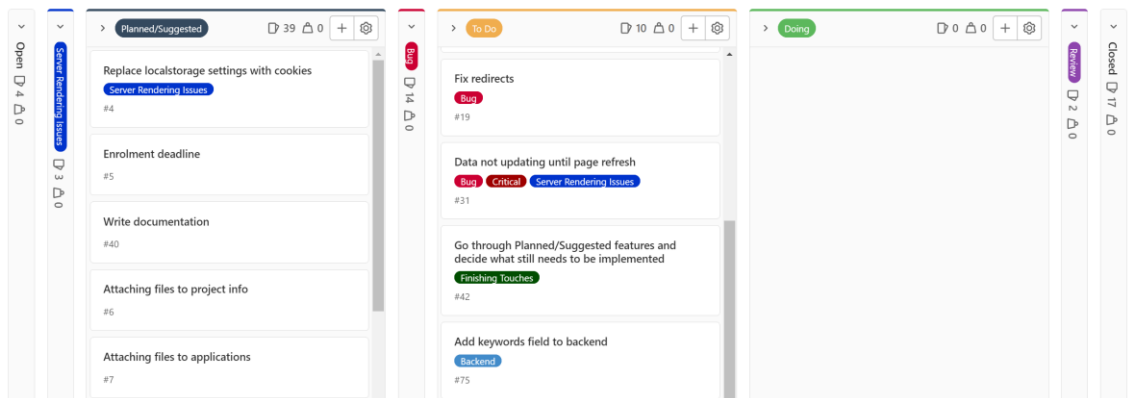 Open 4 0
Server Rendering Issues 3 0
Planned/Suggested 39 0
Replace localstorage settings with cookies
Server Rendering Issues
#4
Enrolment deadline
#5
Write documentation
#40
Attaching files to project info
#6
Attaching files to applications
#7
Bug 14 0
To Do 10 0
Fix redirects
Bug
#19
Data not updating until page refresh
Bug Critical Server Rendering Issues
#31
Go through Planned/Suggested features and
decide what still needs to be implemented
Finishing Touches
#42
Add keywords field to backend
Backend
#75
Doing 0 0
Review 2 0
Closed 17 0